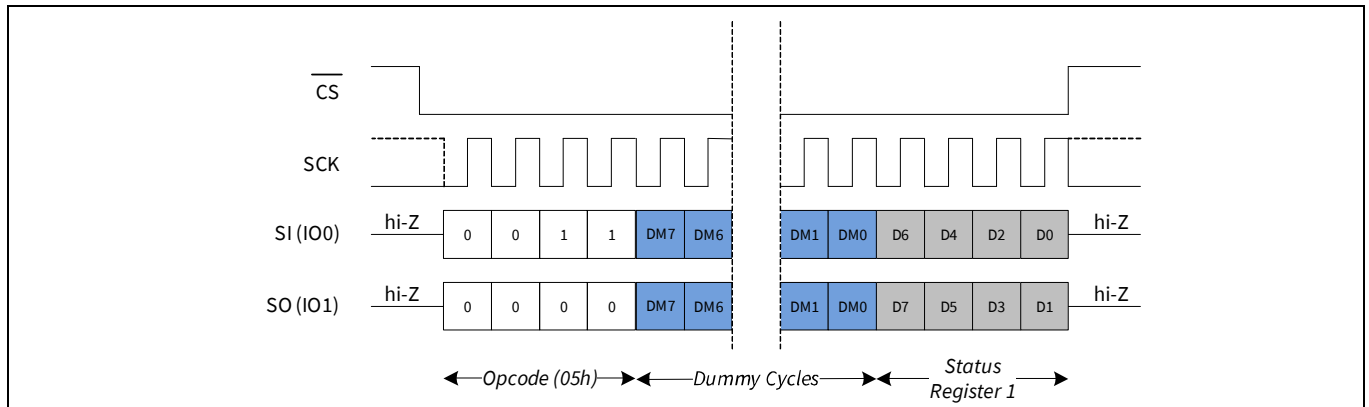 CS
SCK
hi-Z
SI (IO0)
0 0 1 1 DM7 DM6 DM1 DM0 D6 D4 D2 D0
hi-Z
hi-Z
SO (IO1)
0 0 0 0 DM7 DM6 DM1 DM0 D7 D5 D3 D1
hi-Z
Opcode (05h)
Dummy Cycles
Status
Register 1